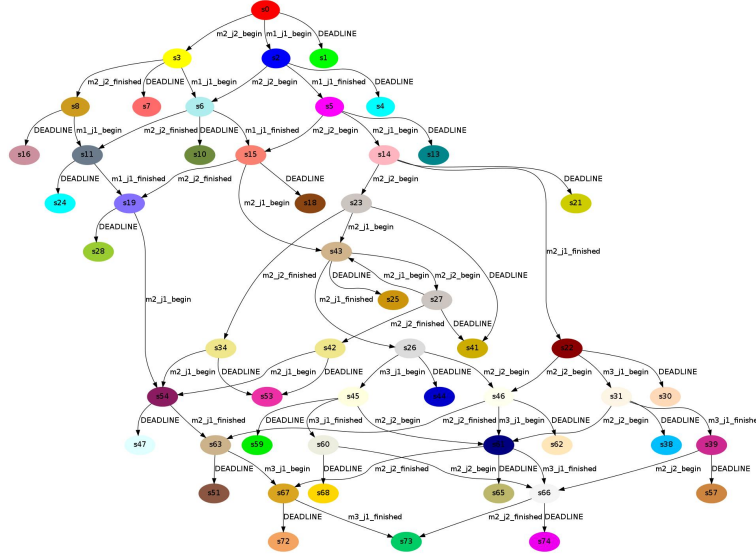 s0
m2_j2_begin m1_j1_begin DEADLINE
s3 s2 s1
m2_j2_finished DEADLINE m1_j1_begin m2_j2_begin m1_j1_finished DEADLINE
s8 s7 s6 s5 s4
DEADLINE m1_j1_begin m2_j2_finished DEADLINE m1_j1_finished m2_j2_begin m2_j1_begin DEADLINE
s16 s11 s10 s15 s14 s13
DEADLINE m1_j1_finished m2_j2_finished DEADLINE m2_j2_begin DEADLINE
s24 s19 s18 s23 s21
DEADLINE m2_j1_begin m2_j1_begin
s28 s43 m2_j1_finished
m2_j2_finished DEADLINE m2_j1_begin m2_j2_begin DEADLINE
m2_j1_begin m2_j1_finished s25 s27
m2_j2_finished DEADLINE
s34 s42 s26 s41
m2_j1_begin DEADLINE m2_j1_begin DEADLINE m3_j1_begin DEADLINE m2_j2_begin m2_j2_begin m3_j1_begin DEADLINE
s54 s53 s45 s46 s31 s30
DEADLINE m2_j1_finished DEADLINE m3_j1_finished m2_j2_begin m2_j2_finished m3_j1_begin DEADLINE m2_j2_begin DEADLINE m3_j1_finished
s47 s63 s59 s60 s62 s38 s39
DEADLINE m3_j1_begin DEADLINE m2_j2_finished m2_j2_begin DEADLINE m3_j1_finished m2_j2_begin DEADLINE
s51 s67 s68 s65 s66 s57
DEADLINE m3_j1_finished m2_j2_finished DEADLINE
s72 s73 s74